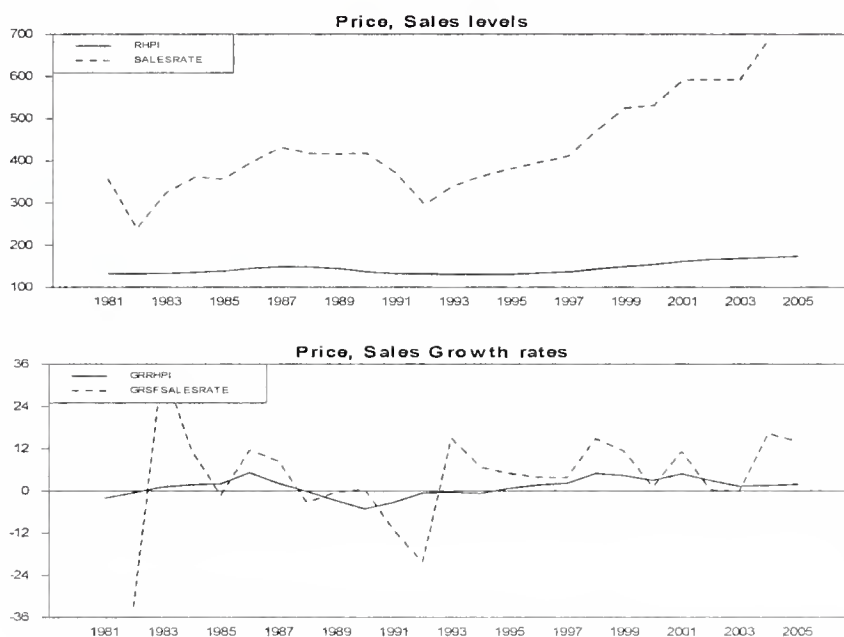 Price, Sales levels
700
RHPI
SALESRATE
600
500
400
300
200
100
1981 1983 1985 1987 1989 1991 1993 1995 1997 1999 2001 2003 2005
Price, Sales Growth rates
36
GRRHPI
GRSFSALESRATE
24
12
0
-12
-24
-36
1981 1983 1985 1987 1989 1991 1993 1995 1997 1999 2001 2003 2005